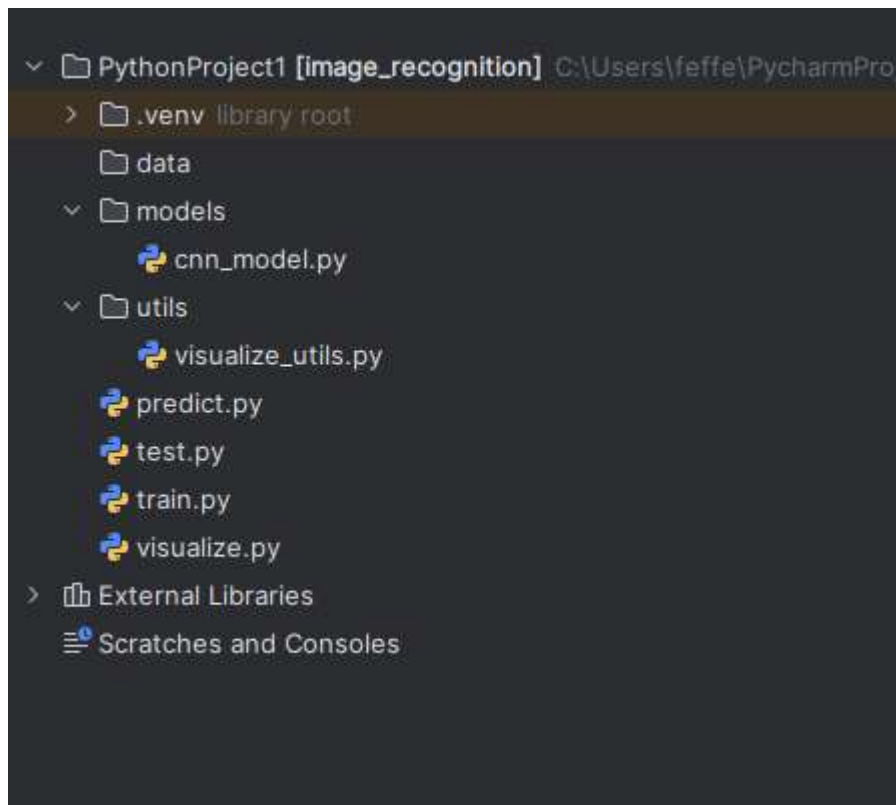 PythonProject1 [image_recognition] C:\Users\feffe\PycharmPro
.venv library root
data
models
cnn_model.py
utils
visualize_utils.py
predict.py
test.py
train.py
visualize.py
External Libraries
Scratches and Consoles